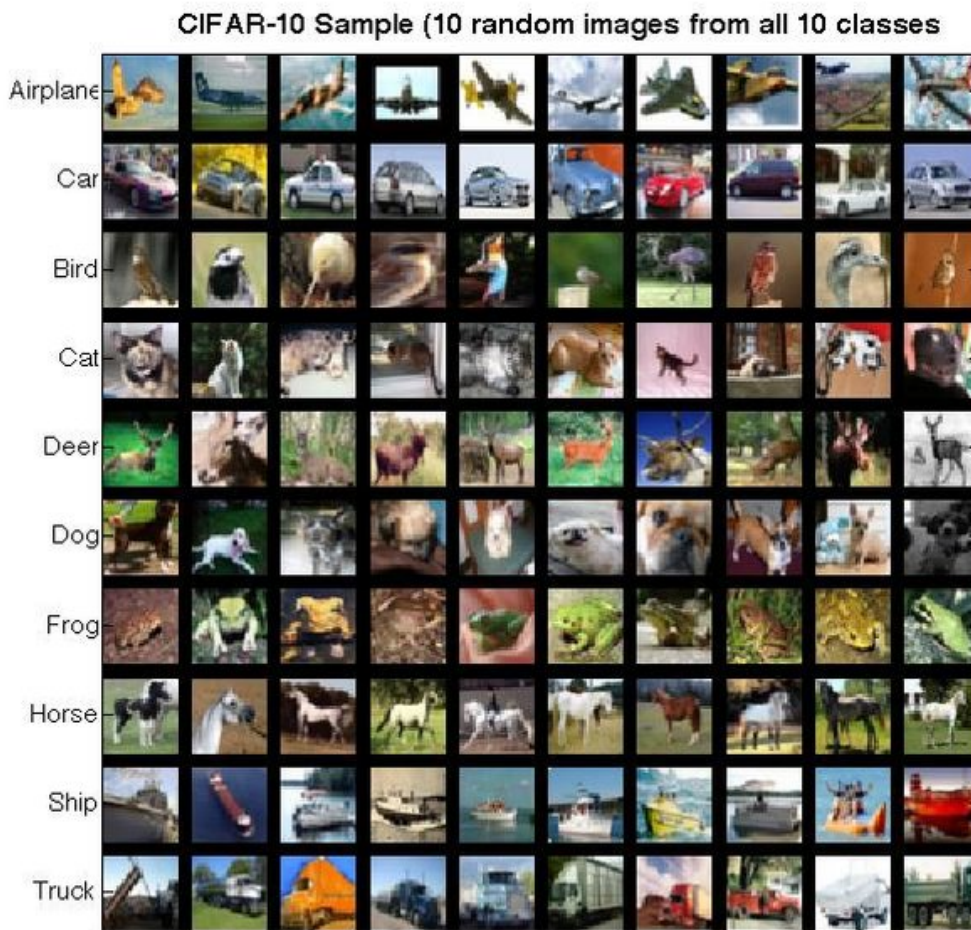 CIFAR-10 Sample (10 random images from all 10 classes
Airplane
Car
Bird
Cat
Deer
Dog
Frog
Horse
Ship
Truck